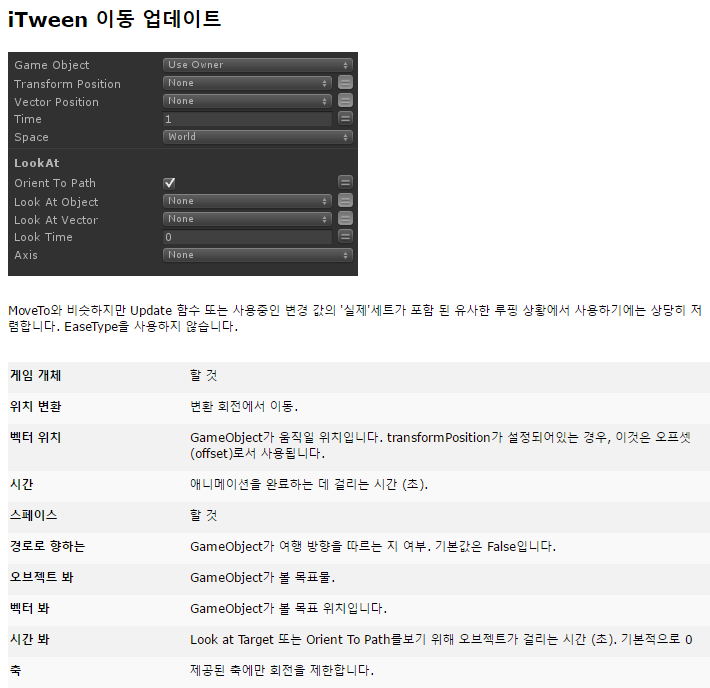 iTween 이동 업데이트
Game Object Use Owner
Transform Position None
Vector Position None
Time 1
Space World
LookAt
Orient To Path
Look At Object None
Look At Vector None
Look Time 0
Axis None
MoveTo와 비슷하지만 Update 함수 또는 사용중인 변경 값의 '실제'세트가 포함 된 유사한 루핑 상황에서 사용하기에는 상당히 저
렴합니다. EaseType을 사용하지 않습니다.
게임 개체 할 것
위치 변환 변환 회전에서 이동.
벡터 위치 GameObject가 움직일 위치입니다. transformPosition가 설정되어있는 경우, 이것은 오프셋
(offset)로서 사용됩니다.
시간 애니메이션을 완료하는 데 걸리는 시간 (초).
스페이스 할 것
경로로 향하는 GameObject가 여행 방향을 따르는 지 여부. 기본값은 False입니다.
오브젝트 봐 GameObject가 볼 목표물.
벡터 봐 GameObject가 볼 목표 위치입니다.
시간 봐 Look at Target 또는 Orient To Path를보기 위해 오브젝트가 걸리는 시간 (초). 기본적으로 0
축 제공된 축에만 회전을 제한합니다.